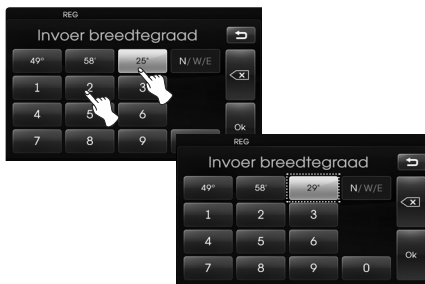 REG
Invoer breedtegraad
49° 58' 25" N/ W/E
1 2 3
4 5 6
Ok
7 8 9
REG
Invoer breedtegraad
49° 58' 29" N/ W/E
1 2 3
4 5 6
Ok
7 8 9 0